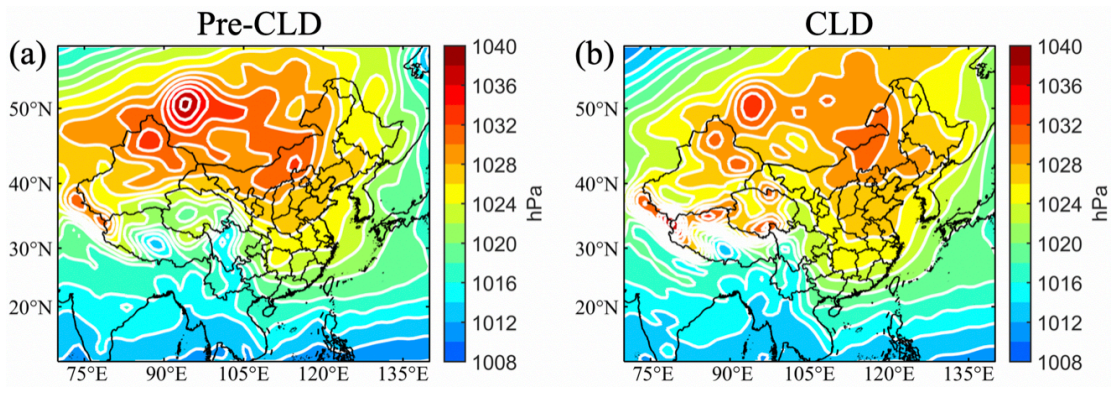 Pre-CLD CLD
(a) (b)
1040 1040
1036 1036
50°N 50°N
1032 1032
1028 1028
40°N 40°N
1024 1024
hPa hPa
30°N 30°N
1020 1020
1016 1016
20°N 20°N
1012 1012
1008 1008
75°E 90°E 105°E 120°E 135°E 75°E 90°E 105°E 120°E 135°E